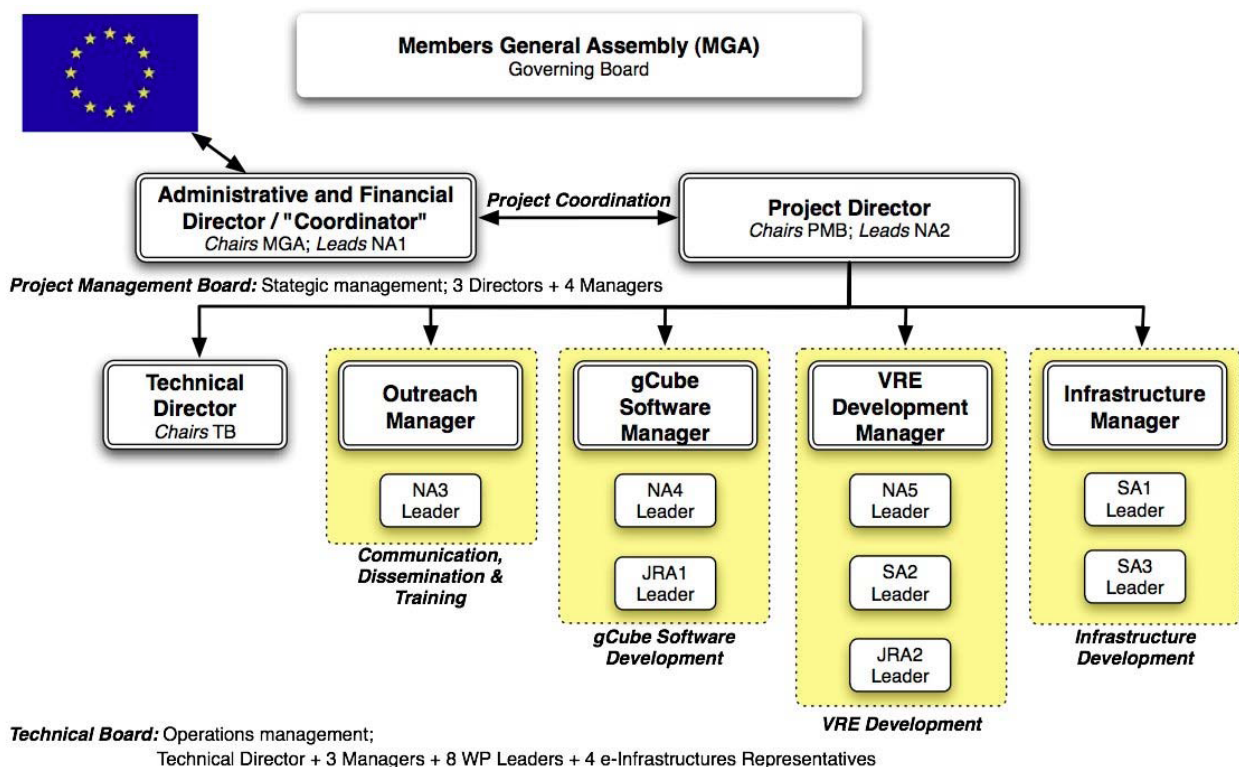 Members General Assembly (MGA)
Governing Board
Administrative and Financial
Director / "Coordinator"
Chairs MGA; Leads NA1
Project Coordination
Project Director
Chairs PMB; Leads NA2
Project Management Board: Stategic management; 3 Directors + 4 Managers
Technical
Director
Chairs TB
Outreach
Manager
NA3
Leader
Communication,
Dissemination &
Training
gCube
Software
Manager
NA4
Leader
JRA1
Leader
gCube Software
Development
VRE
Development
Manager
NA5
Leader
SA2
Leader
JRA2
Leader
VRE Development
Infrastructure
Manager
SA1
Leader
SA3
Leader
Infrastructure
Development
Technical Board: Operations management;
Technical Director + 3 Managers + 8 WP Leaders + 4 e-Infrastructures Representatives